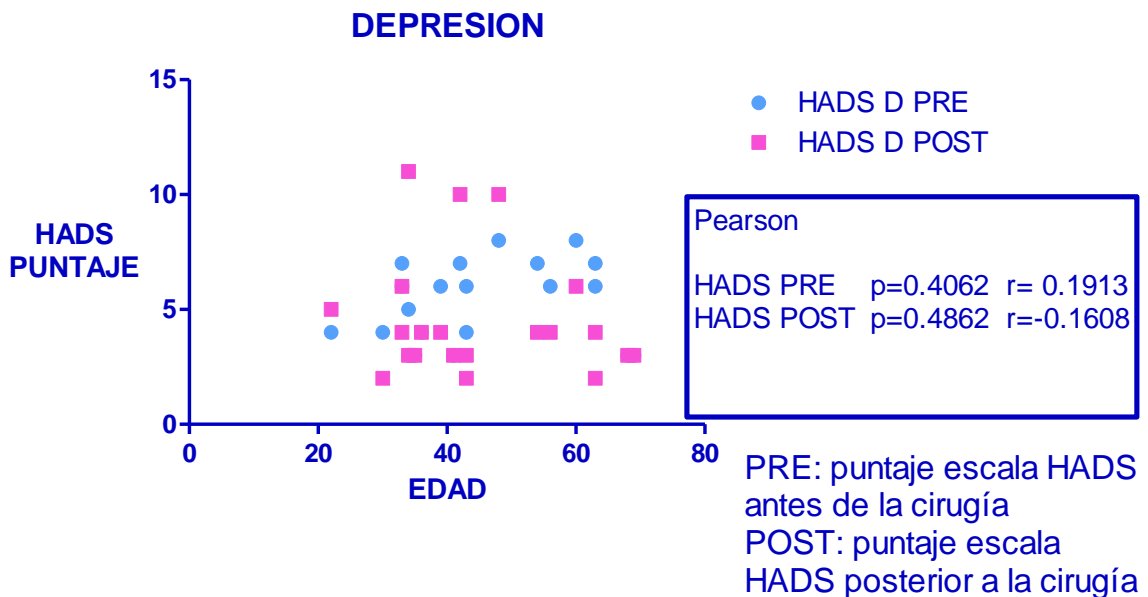 DEPRESION
15
10
5
0
HADS
PUNTAJE
0 20 40 60 80
EDAD
HADS D PRE
HADS D POST
Pearson
HADS PRE p=0.4062 r= 0.1913
HADS POST p=0.4862 r=-0.1608
PRE: puntaje escala HADS
antes de la cirugía
POST: puntaje escala
HADS posterior a la cirugía